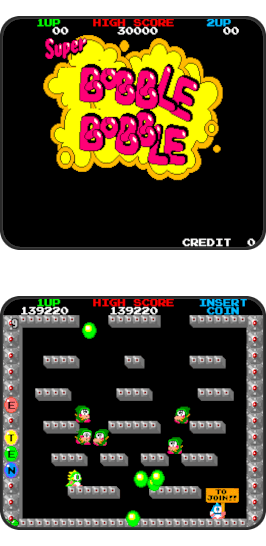 1UP HIGH SCORE 2UP
00 30000 00
Super
BOBBLE
BOBBLE
CREDIT 0
1UP HIGH SCORE INSERT
139220 139220 COIN
E
T
E
N
TO
JOIN!!